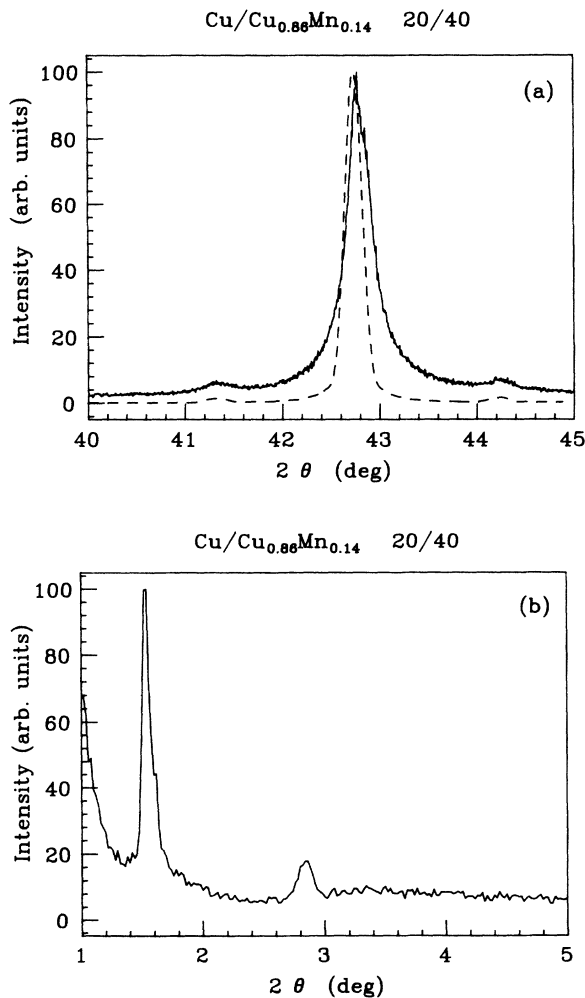 Cu/Cu₀.₈₆Mn₀.₁₄ 20/40
(a)
100
80
60
40
20
0
Intensity (arb. units)
40 41 42 43 44 45
2 θ (deg)
Cu/Cu₀.₈₆Mn₀.₁₄ 20/40
(b)
100
80
60
40
20
0
Intensity (arb. units)
1 2 3 4 5
2 θ (deg)